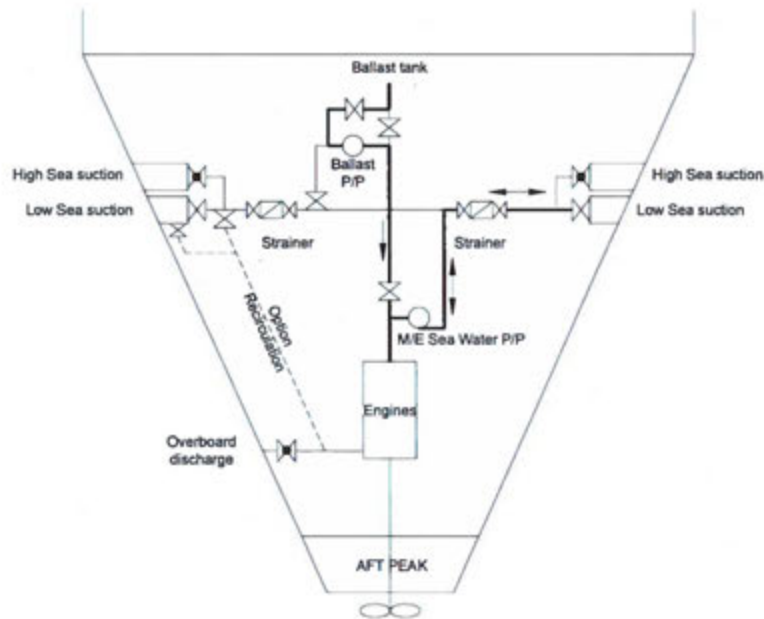 Ballast tank
Ballast
P/P
High Sea suction
High Sea suction
Low Sea suction
Low Sea suction
Strainer
Strainer
Option
Recirculation
M/E Sea Water P/P
Engines
Overboard
discharge
AFT PEAK